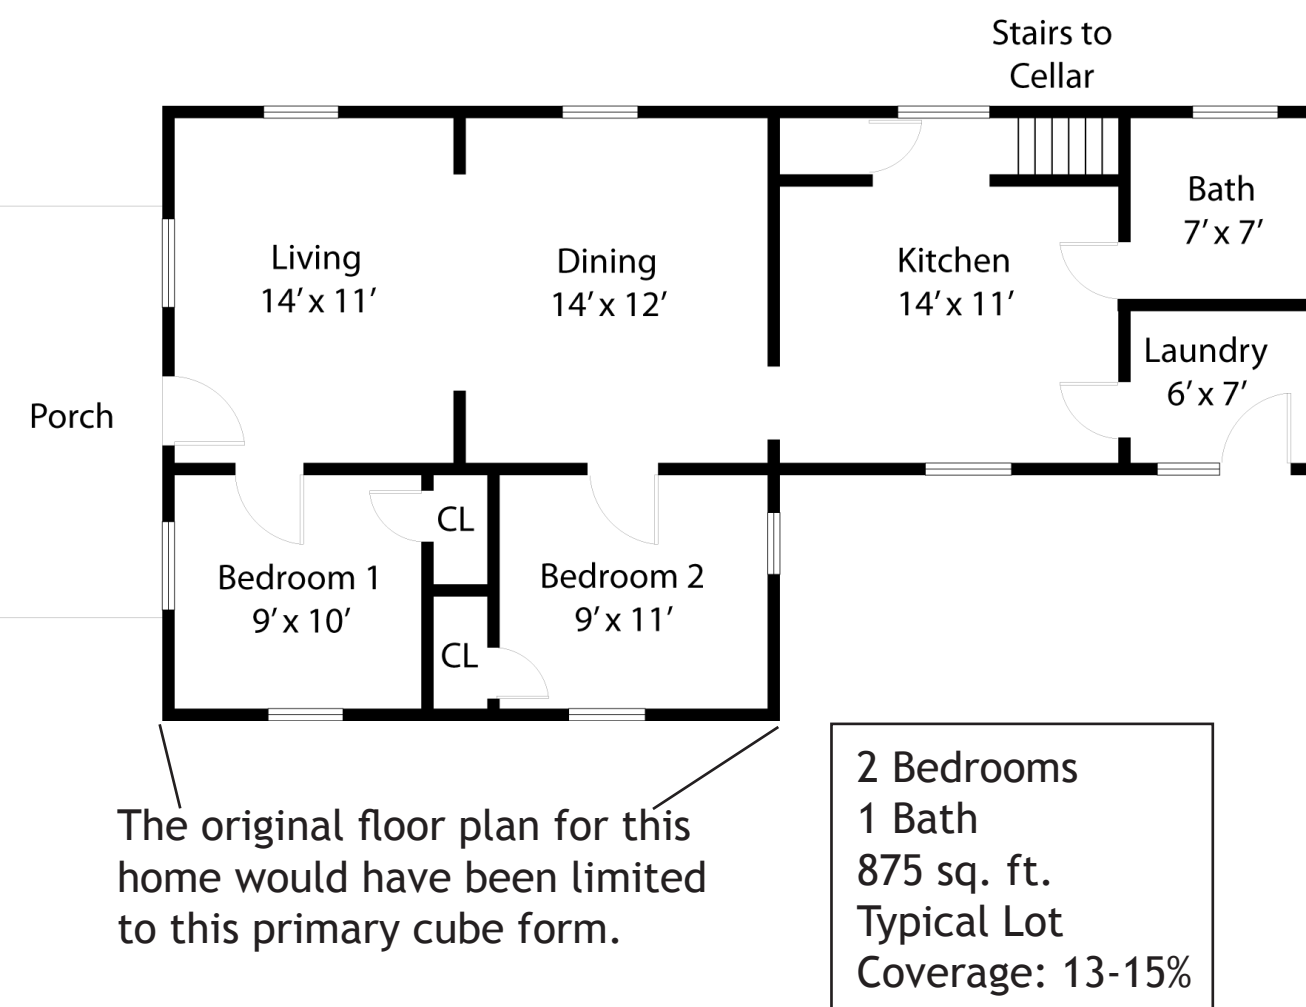 Stairs to
Cellar
Bath
7’ x 7’
Living
14’ x 11’
Dining
14’ x 12’
Kitchen
14’ x 11’
Laundry
6’ x 7’
Porch
CL
Bedroom 1
9’ x 10’
Bedroom 2
9’ x 11’
CL
The original floor plan for this
home would have been limited
to this primary cube form.
2 Bedrooms
1 Bath
875 sq. ft.
Typical Lot
Coverage: 13-15%